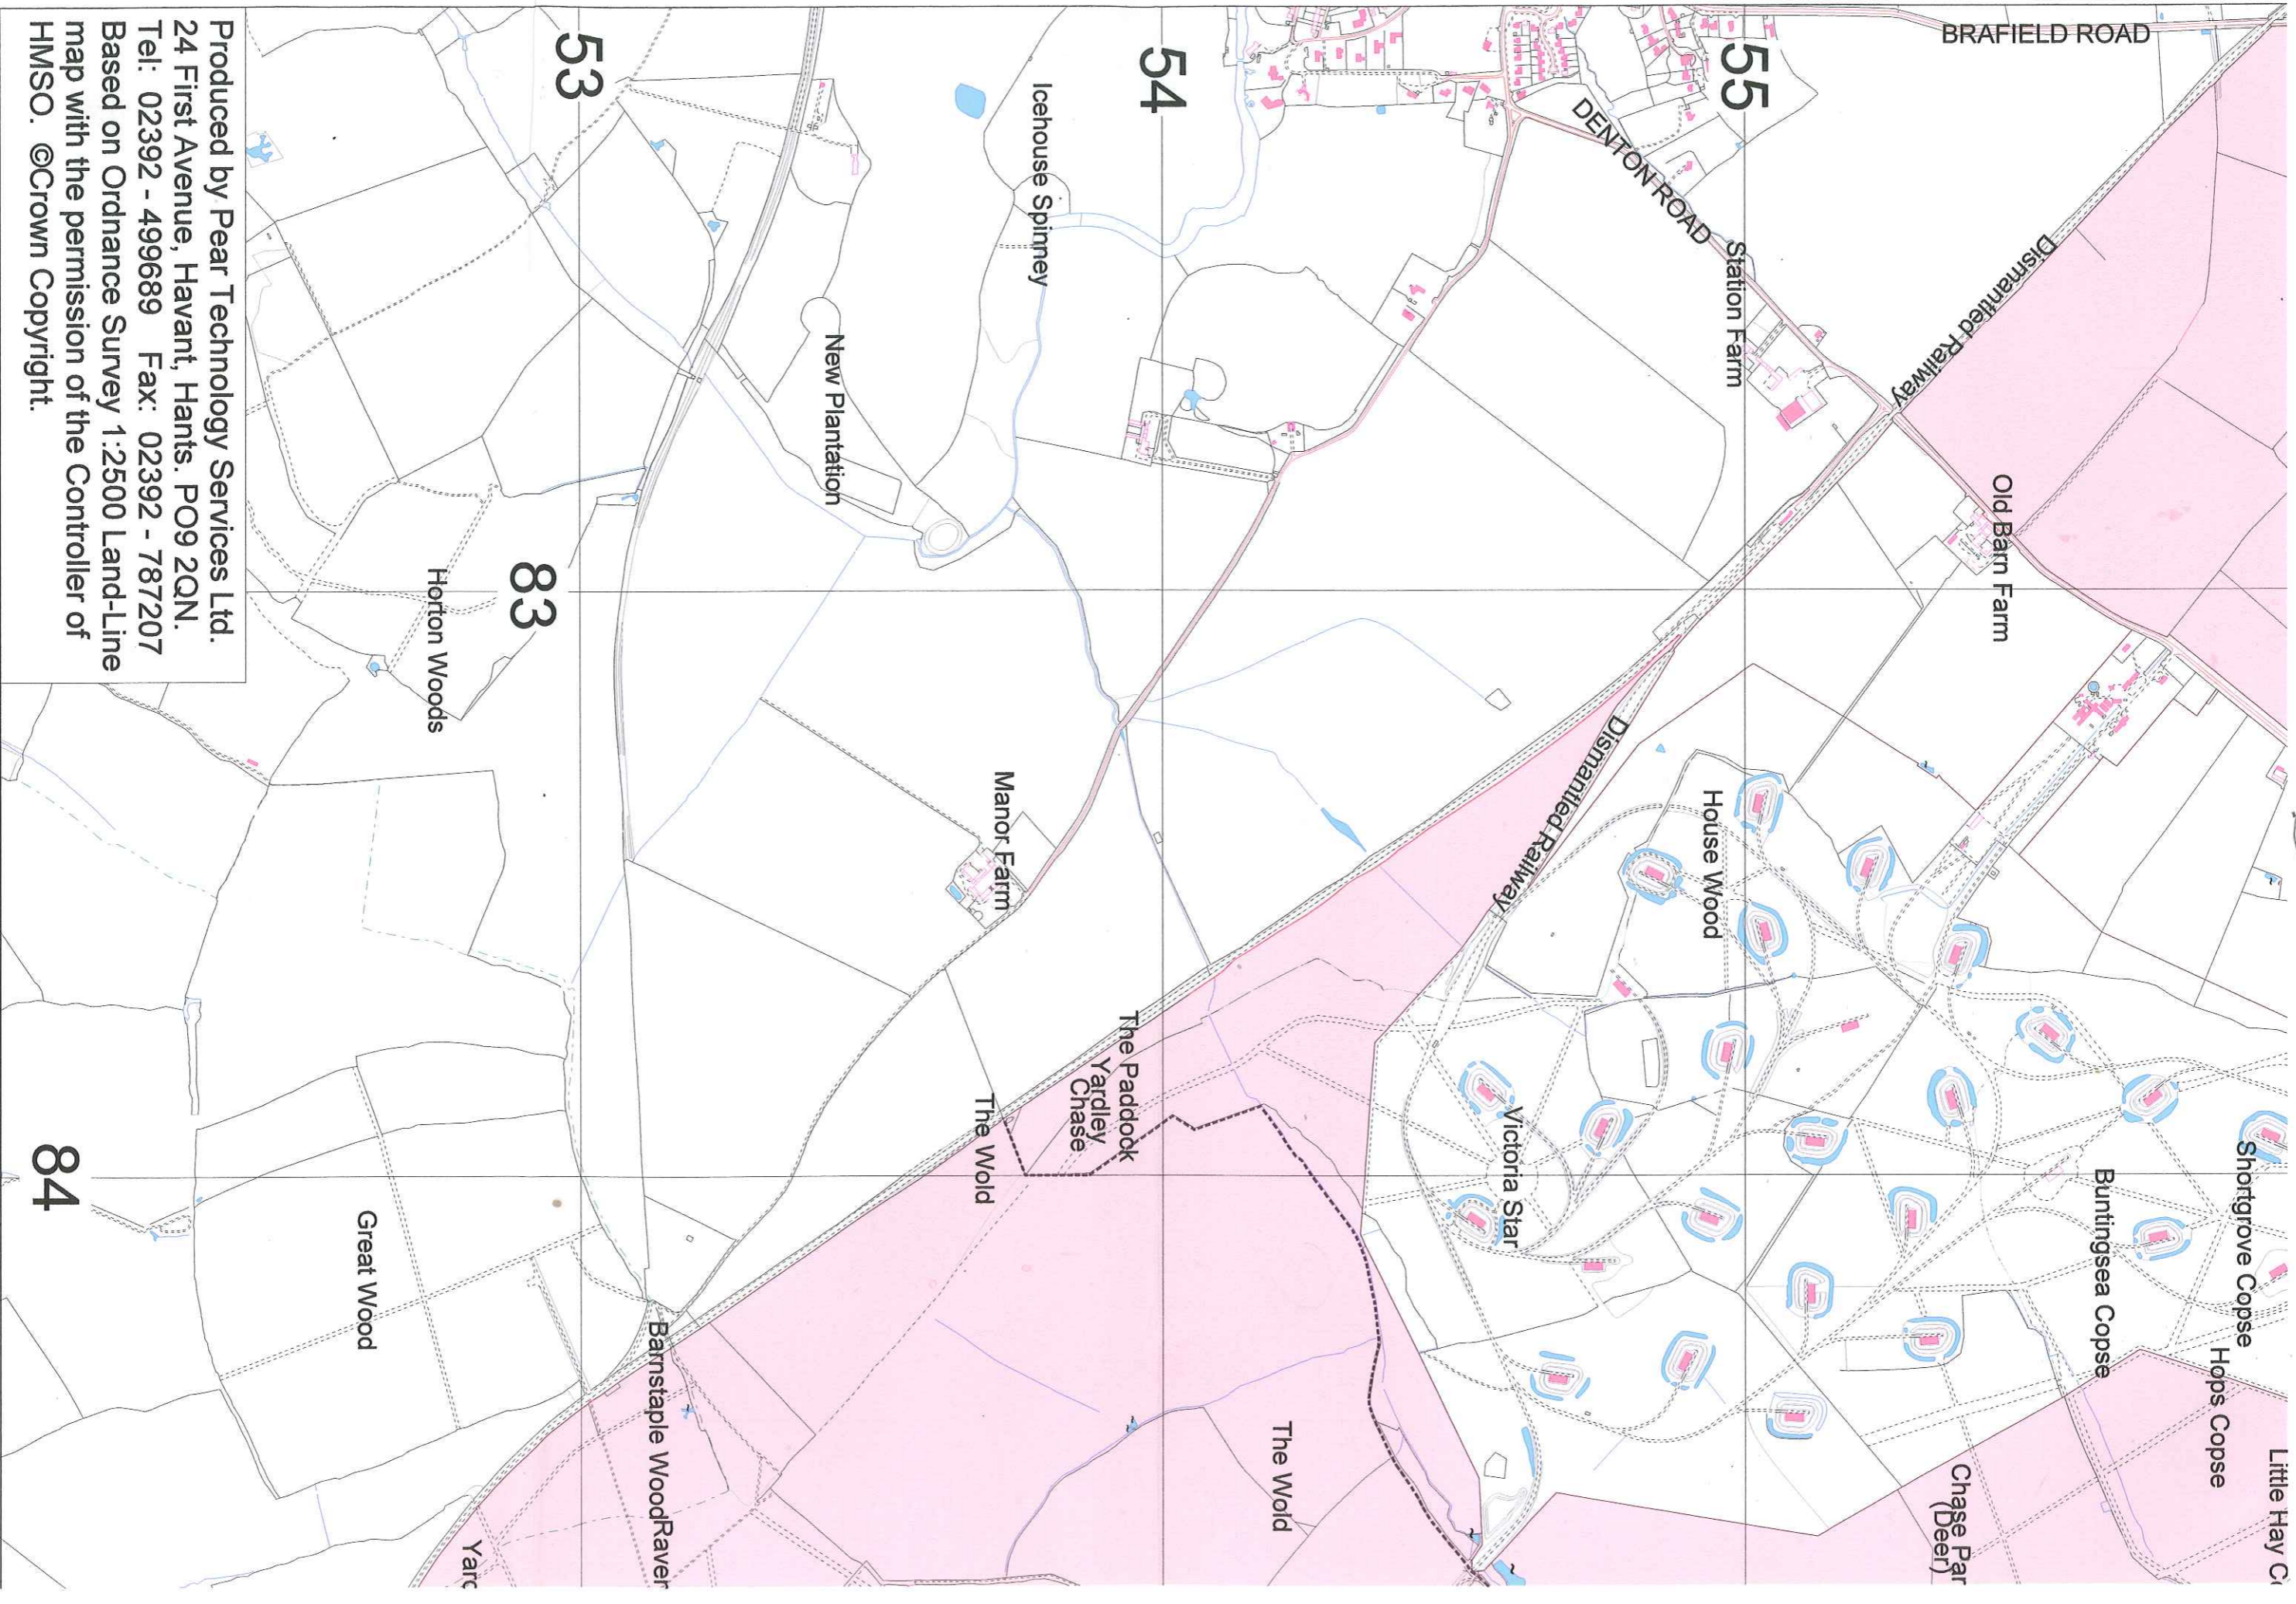 BRAFIELD ROAD
55
54
53
DENTON ROAD
Icehouse Spinney
Station Farm
Dismantled Railway
New Plantation
Old Barn Farm
83
Horton Woods
Manor Farm
Dismantled Railway
House Wood
The Paddock
Yardley
Chase
The Wold
Victoria Star
Shortgrove Copse
Buntingsea Copse
Hops Copse
84
Great Wood
Barnstaple Wood
Raver
The Wold
Chase Par
(Deer)
Little Hay C
Yard
Produced by Pear Technology Services Ltd.
24 First Avenue, Havant, Hants. PO9 2QN.
Tel: 02392 - 499689 Fax: 02392 - 787207
Based on Ordnance Survey 1:2500 Land-Line
map with the permission of the Controller of
HMSO. ©Crown Copyright.